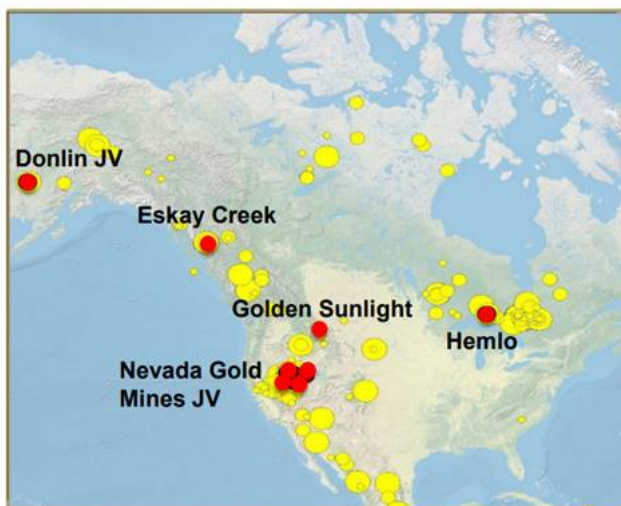 Donlin JV
Eskay Creek
Golden Sunlight
Hemlo
Nevada Gold
Mines JV